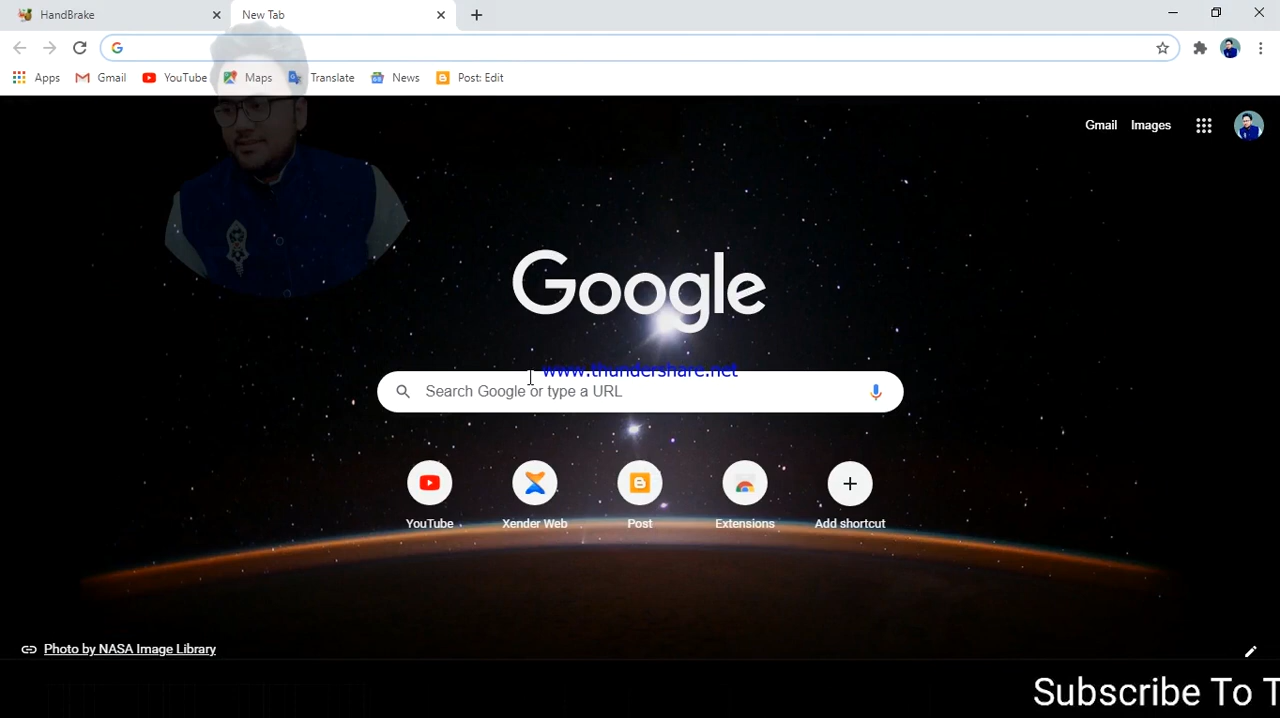 HandBrake
New Tab
Apps
Gmail
YouTube
Maps
Translate
News
Post: Edit
Gmail
Images
Google
www.thundershare.net
Search Google or type a URL
YouTube
Xender Web
Post
Extensions
Add shortcut
Photo by NASA Image Library
Subscribe To T